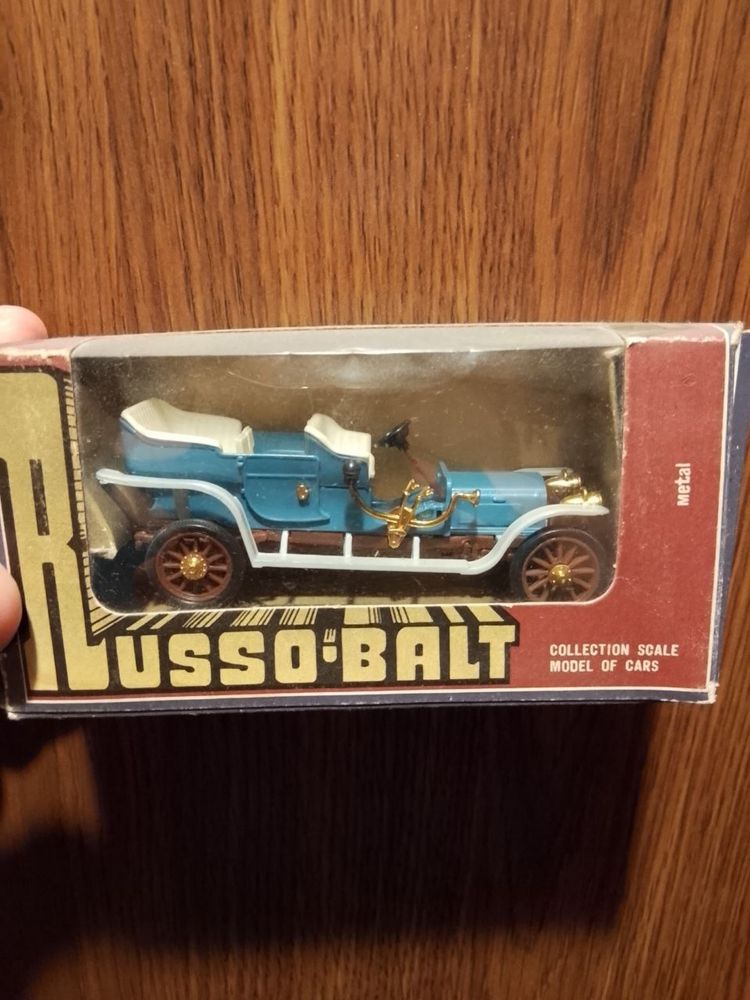 RUSSO-BALT
COLLECTION SCALE
MODEL OF CARS
Metal